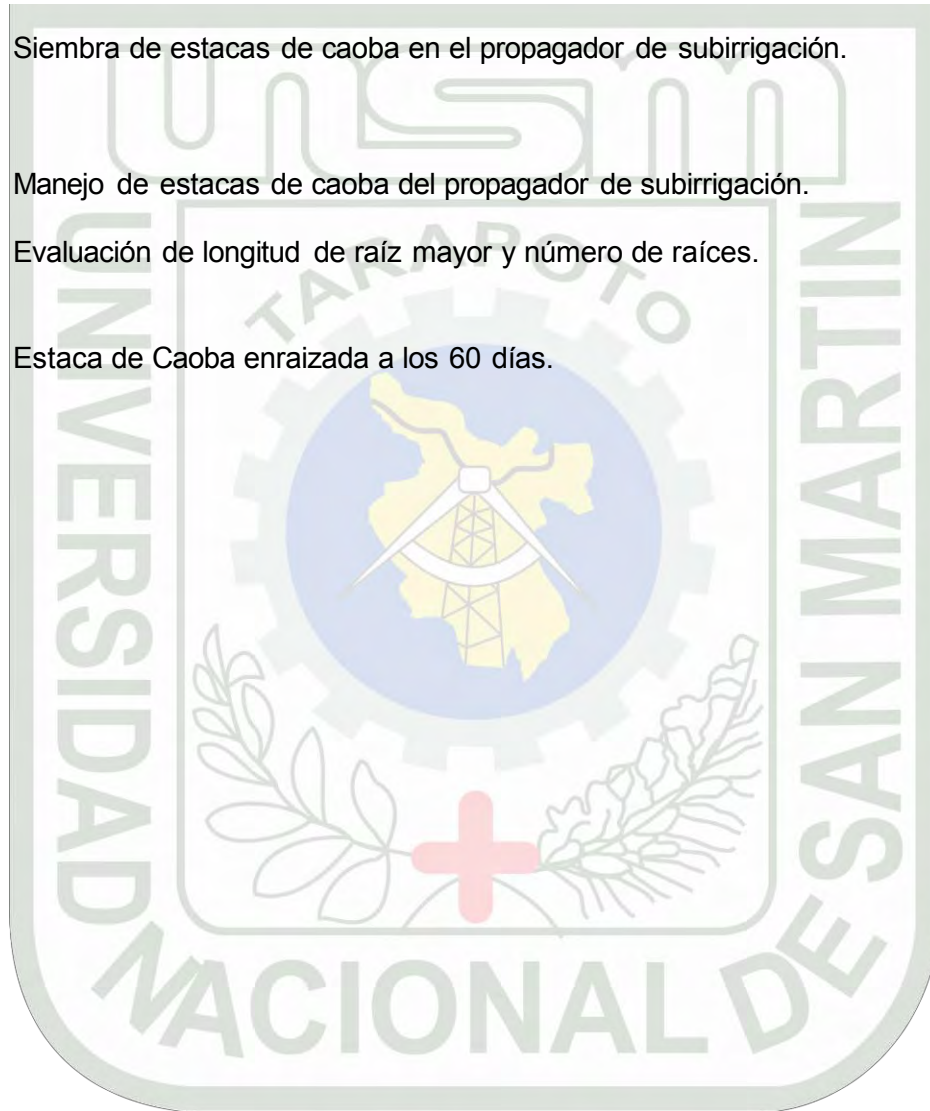 Siembra de estacas de caoba en el propagador de subirrigación.
Manejo de estacas de caoba del propagador de subirrigación.
Evaluación de longitud de raíz mayor y número de raíces.
Estaca de Caoba enraizada a los 60 días.
unsm
TARAPOTO
UNIVERSIDAD NACIONAL DE SAN MARTIN